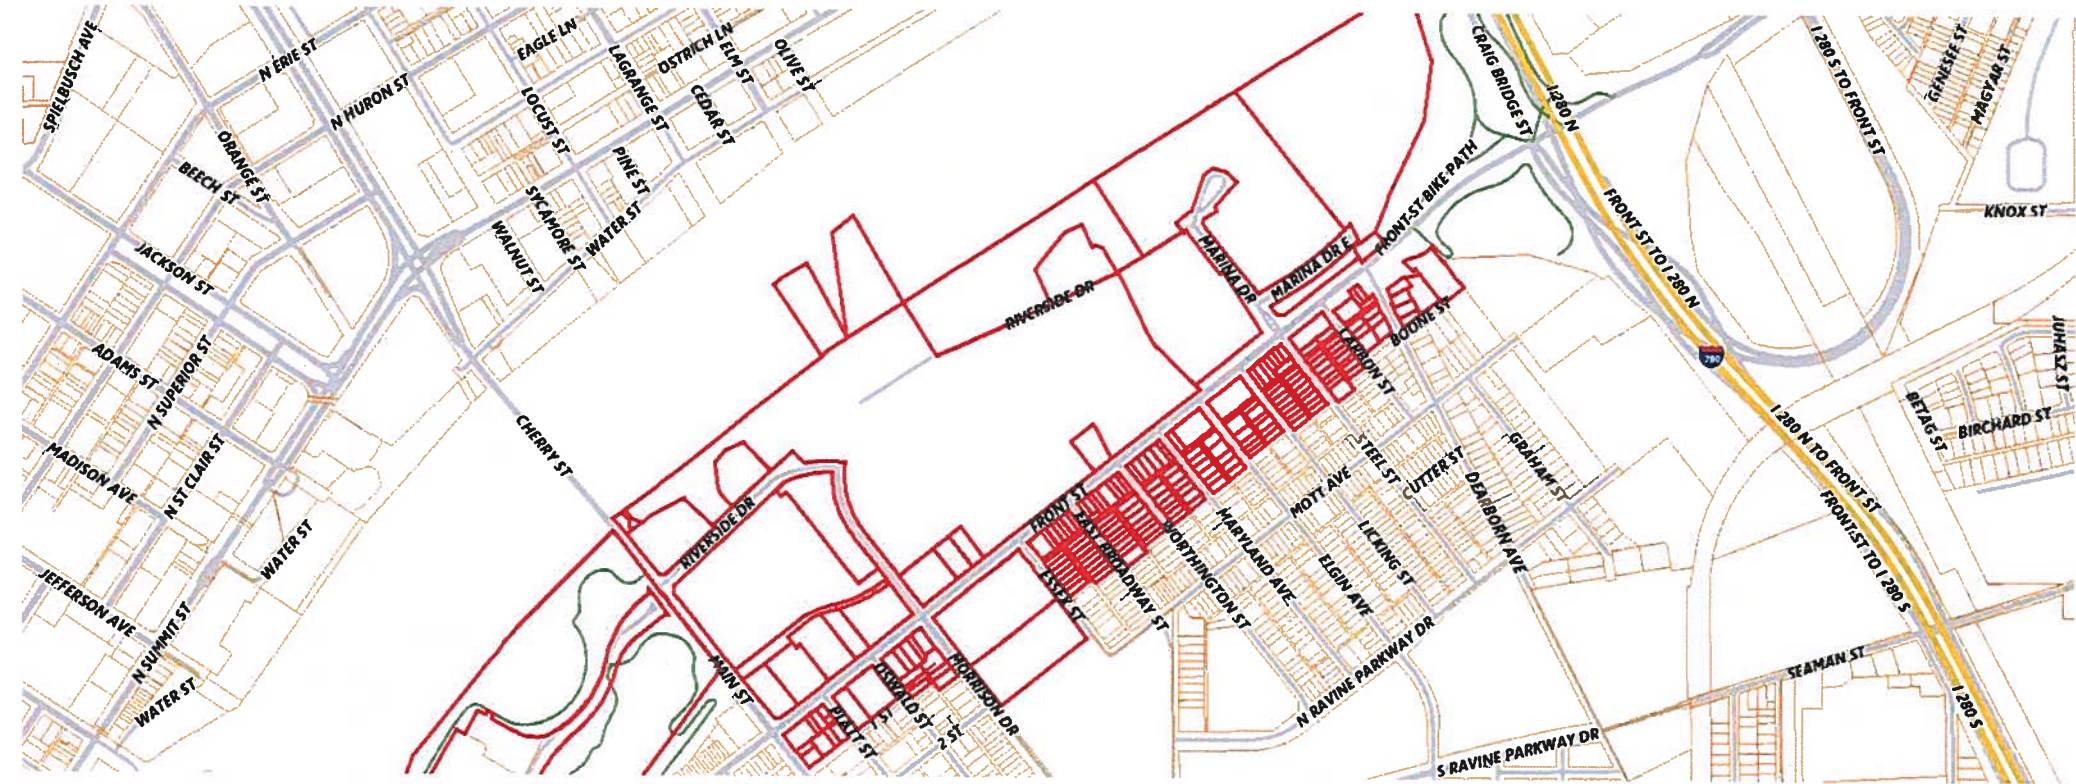 SPIELBUSCH AVE
N ERIE ST
N HURON ST
EAGLE LN
LAGRANGE ST
OSTRICH LN
ELM ST
OLIVE ST
CEDAR ST
LOCUST ST
PINE ST
ORANGE ST
BEECH ST
SYCAMORE ST
WATER ST
WALNUT ST
JACKSON ST
ADAMS ST
N SUPERIOR ST
MADISON AVE
N ST CLAIR ST
CHERRY ST
WATER ST
JEFFERSON AVE
N SUMMIT ST
WATER ST
CRAIG BRIDGE ST
I 280 N
I 280 S TO FRONT ST
GENESEE ST
MAGYAR ST
KNOX ST
FRONT ST BIKE PATH
FRONT ST TO I 280 N
MARINA DR
MARINA DR E
RIVERSIDE DR
BOONE ST
CARBON ST
280
JUHASZ ST
BETAG ST
BIRCHARD ST
I 280 N TO FRONT ST
FRONT ST TO I 280 S
GRAHAM ST
STEEL ST
CUTTER ST
DEARBORN AVE
MOTT AVE
LICKING ST
ELGIN AVE
MARYLAND AVE
WORTHINGTON ST
FRONT ST
EAST BROADWAY ST
ESSEX ST
RIVERSIDE DR
MAIN ST
MORRISON DR
OSWALD ST
PLATT ST
1 ST
2 ST
N RAVINE PARKWAY DR
S RAVINE PARKWAY DR
SEAMAN ST
I 280 S